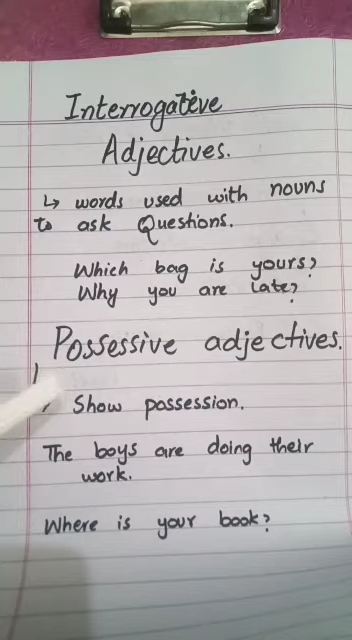 Interrogative
Adjectives.
↳ words used with nouns
to ask Questions.
Which bag is yours?
Why you are late?
Possessive adjectives.
Show possession.
The boys are doing their
work.
Where is your book?